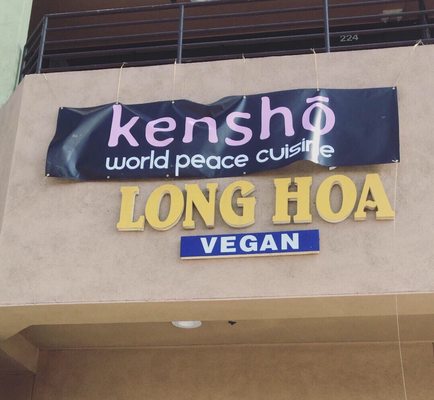 224
kenshō
world peace cuisine
LONG HOA
VEGAN